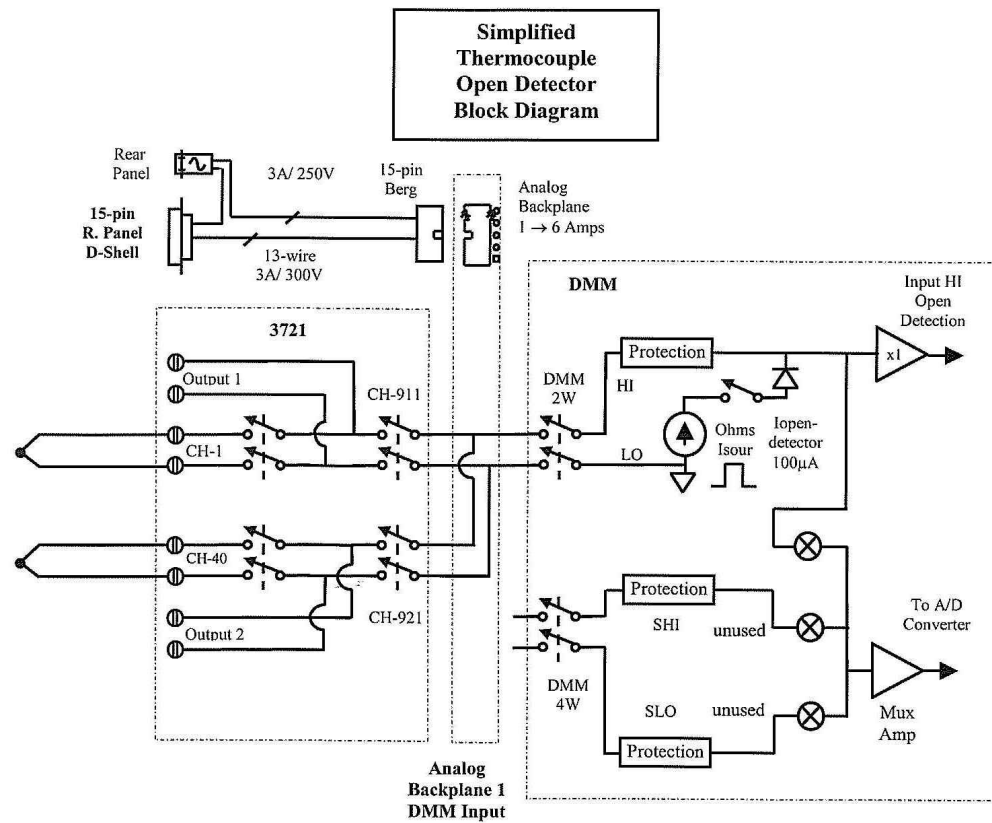 Simplified
Thermocouple
Open Detector
Block Diagram
Rear
Panel
3A/ 250V
15-pin
Berg
Analog
Backplane
1 → 6 Amps
15-pin
R. Panel
D-Shell
13-wire
3A/ 300V
3721
DMM
Input HI
Open
Detection
Output 1
CH-911
CH-1
DMM
2W
HI
LO
Protection
x1
Ohms
Isour
Iopen-
detector
100µA
CH-40
CH-921
Output 2
DMM
4W
Protection
SHI
unused
To A/D
Converter
SLO
unused
Protection
Mux
Amp
Analog
Backplane 1
DMM Input